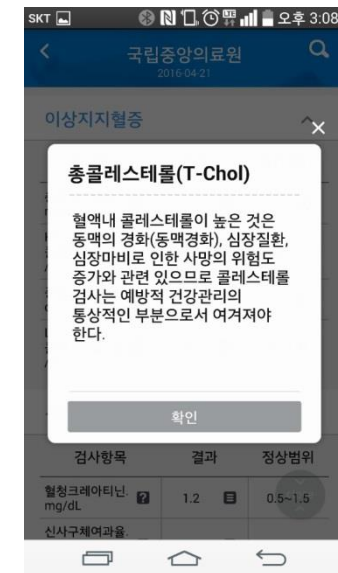 SKT
오후 3:08
국립중앙의료원
2016-04-21
이상지지혈증
총콜레스테롤(T-Chol)
혈액내 콜레스테롤이 높은 것은
동맥의 경화(동맥경화), 심장질환,
심장마비로 인한 사망의 위험도
증가와 관련 있으므로 콜레스테롤
검사는 예방적 건강관리의
통상적인 부분으로서 여겨져야
한다.
확인
검사항목 결과 정상범위
혈청크레아티닌. 1.2 0.5~1.5
mg/dL
신사구체여과율.